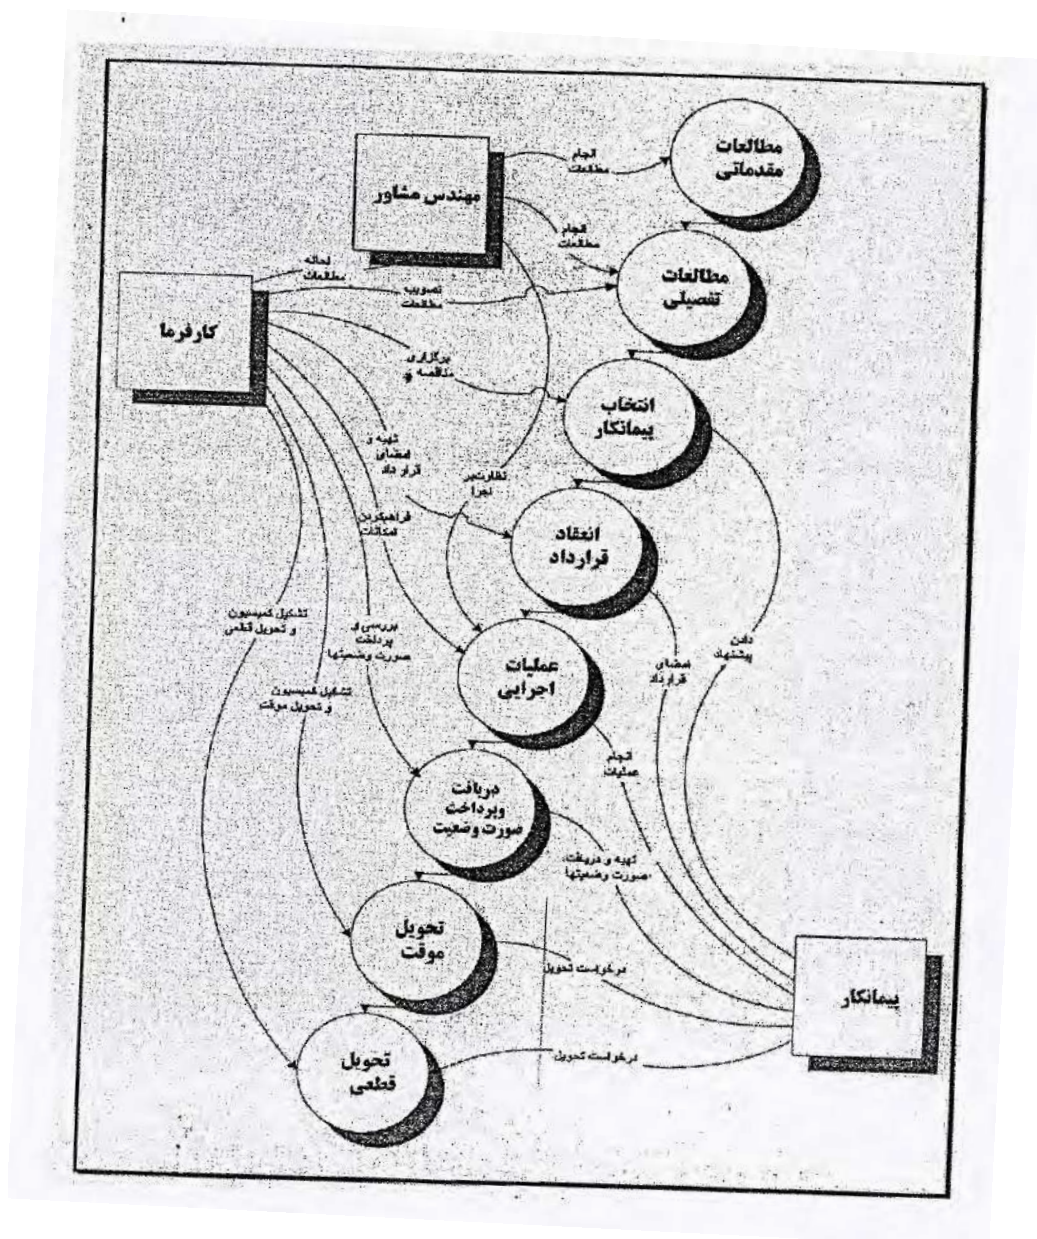 مطالعات
مقدماتی
انجام
مطالعات
مهندس مشاور
انجام
مطالعات
مطالعات
تفصیلی
مطالعات
تصویب
مطالعات
کارفرما
برگزاری
مناقصه و
انتخاب
پیمانکار
تهیه و
امضای
قرار داد
نظارت بر
اجرا
فراهم کردن
امکانات
انعقاد
قرارداد
تشکیل کمیسیون
و تحویل قطعی
بررسی و
پرداخت
صورت وضعیتها
دادن
پیشنهاد
امضای
قرارداد
عملیات
اجرایی
تشکیل کمیسیون
و تحویل موقت
انجام
عملیات
دریافت
وپرداخت
صورت وضعیت
تهیه و دریافت
صورت وضعیتها
تحویل
موقت
درخواست تحویل
پیمانکار
تحویل
قطعی
درخواست تحویل